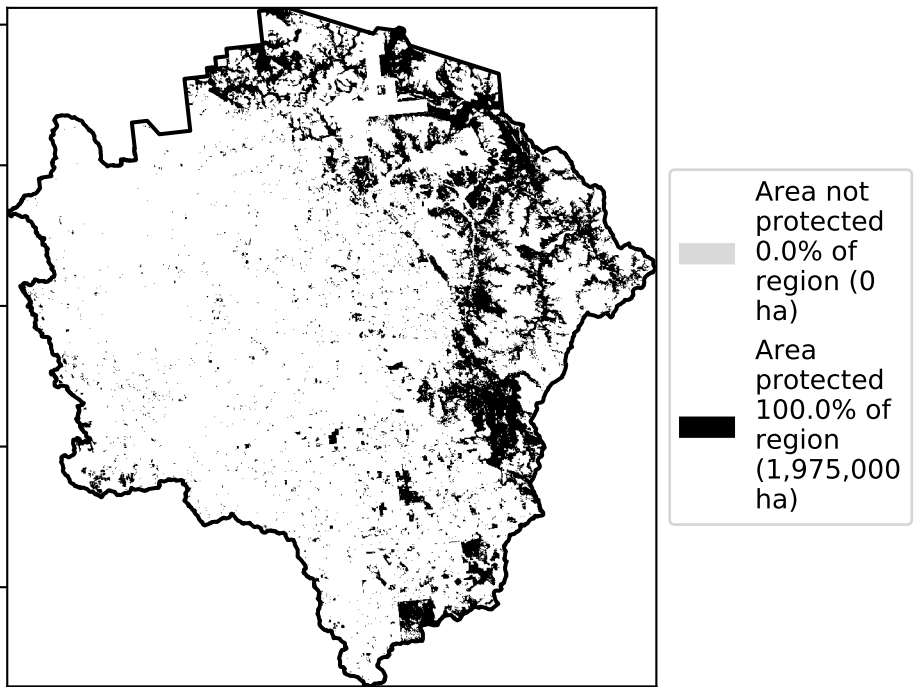 Area not
protected
0.0% of
region (0
ha)
Area
protected
100.0% of
region
(1,975,000
ha)